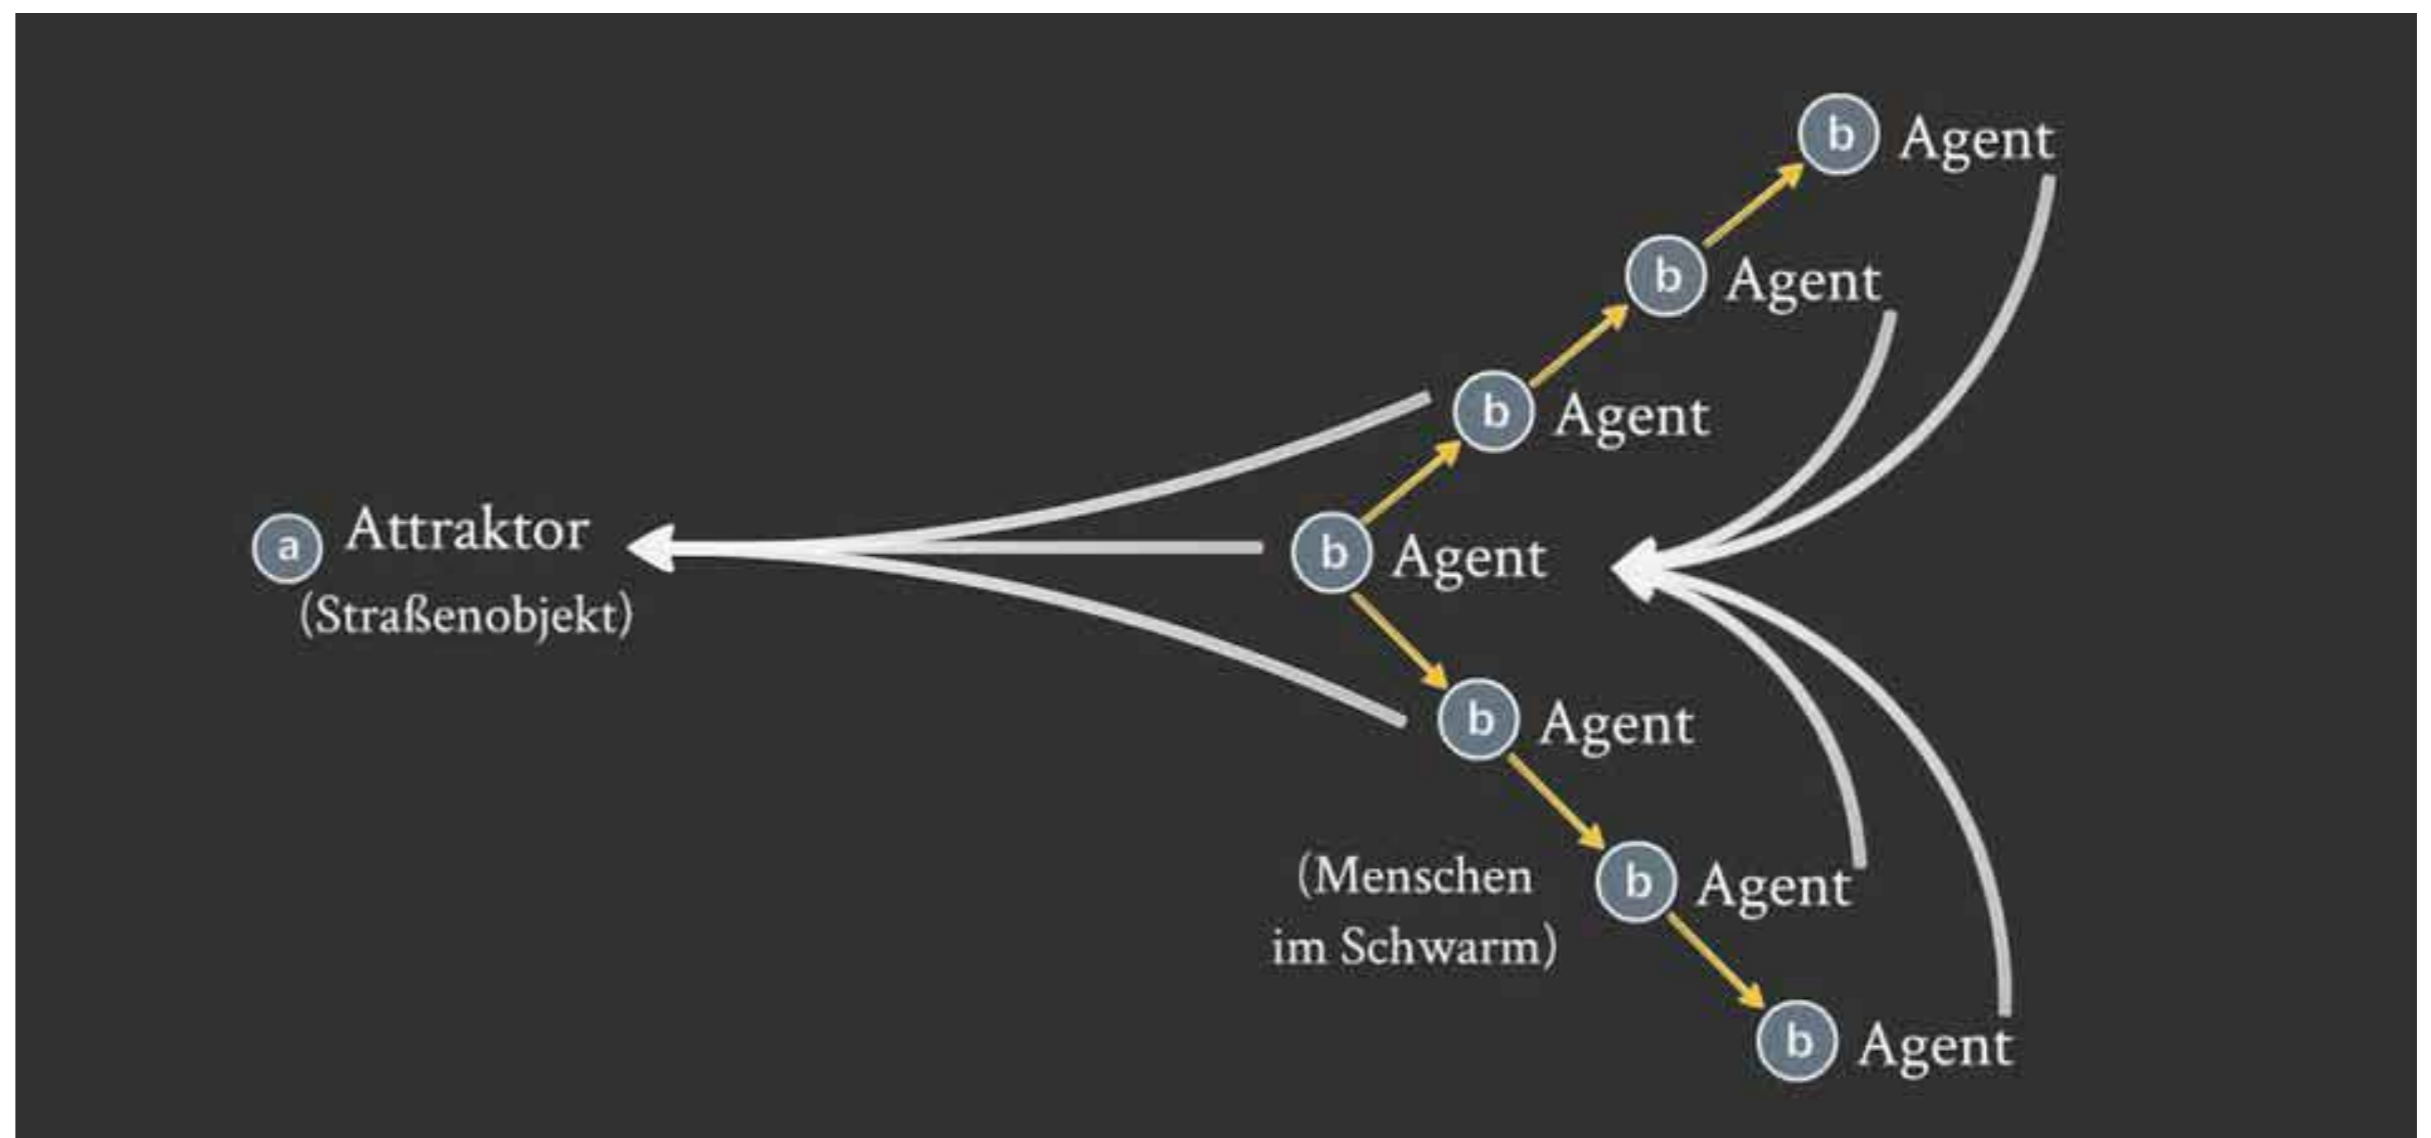 b Agent
b Agent
b Agent
a Attraktor
(Straßenobjekt)
b Agent
b Agent
(Menschen
im Schwarm)
b Agent
b Agent